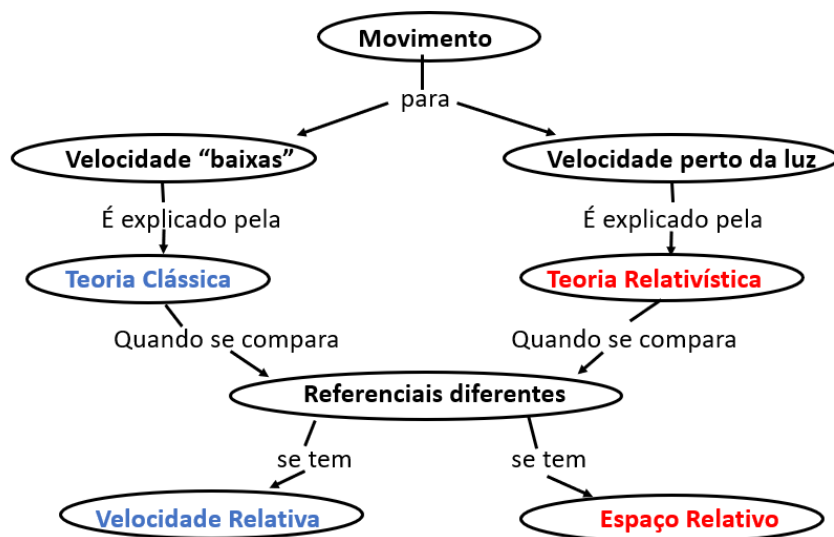 Movimento
para
Velocidade “baixas”
Velocidade perto da luz
É explicado pela
É explicado pela
Teoria Clássica
Teoria Relativística
Quando se compara
Quando se compara
Referenciais diferentes
se tem
se tem
Velocidade Relativa
Espaço Relativo